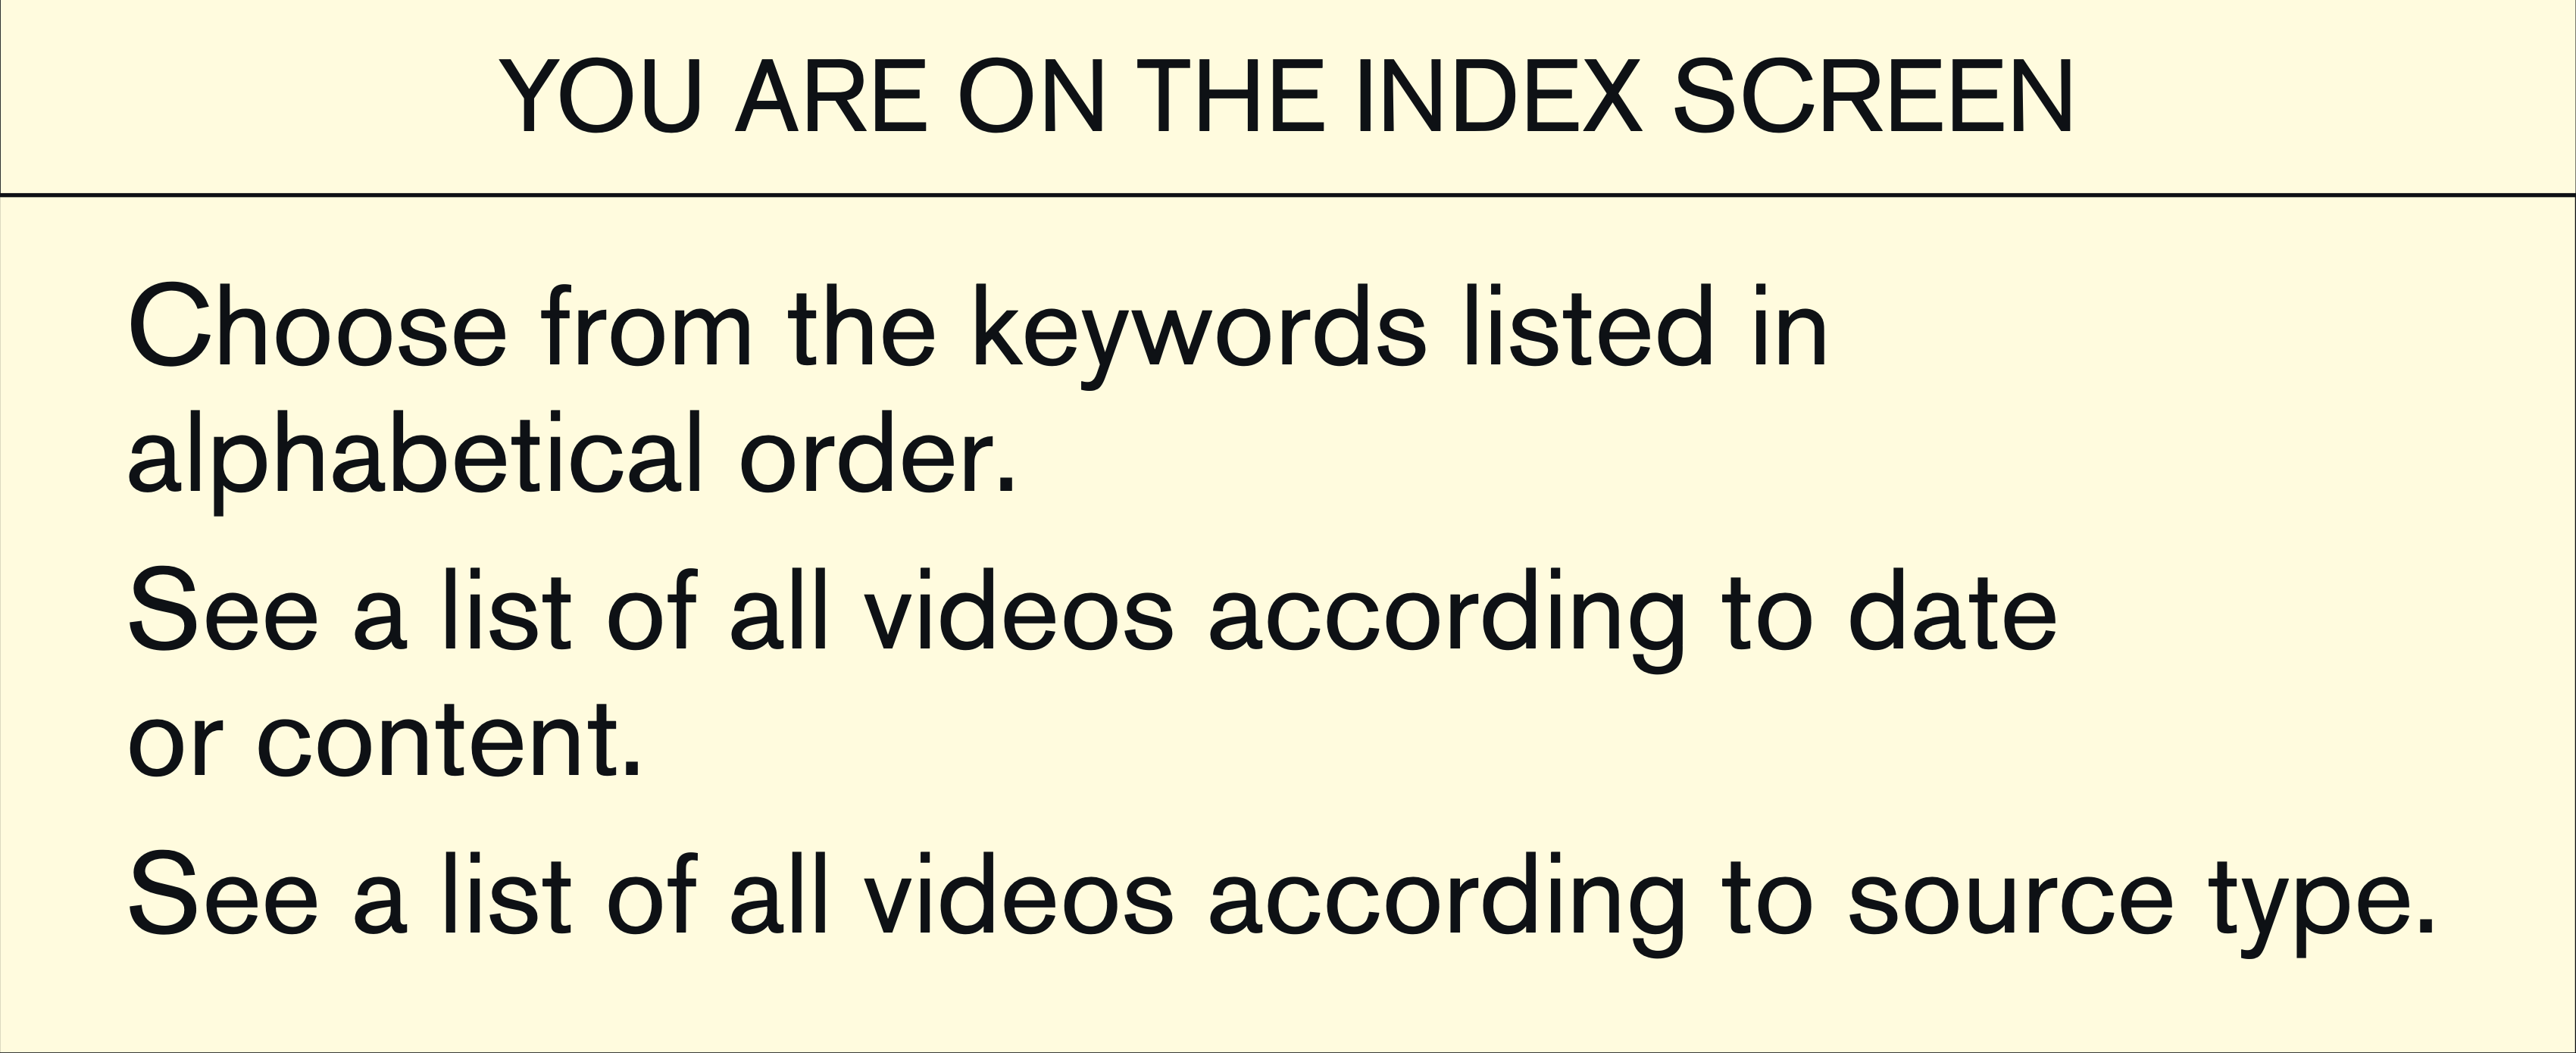 YOU ARE ON THE INDEX SCREEN
Choose from the keywords listed in
alphabetical order.
See a list of all videos according to date
or content.
See a list of all videos according to source type.